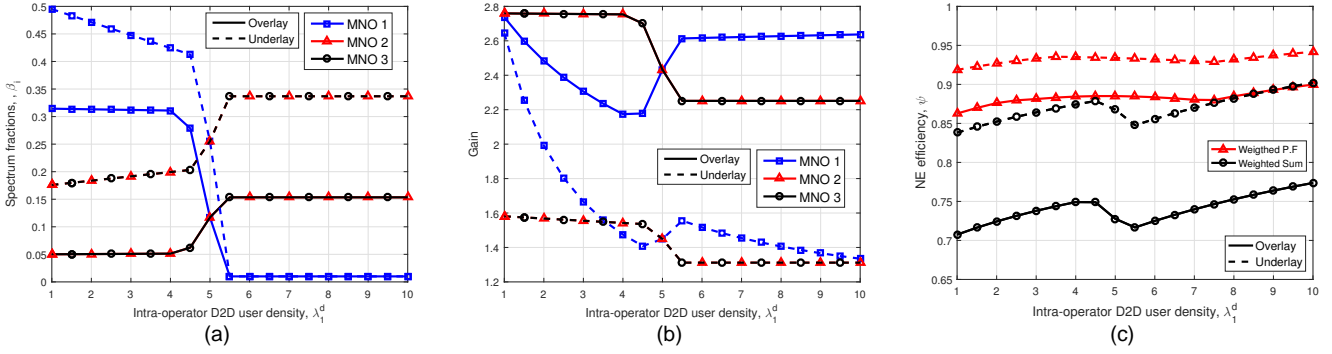 0.5
0.45
0.4
0.35
0.3
0.25
0.2
0.15
0.1
0.05
0
Spectrum fractions, , β_i
Overlay
Underlay
MNO 1
MNO 2
MNO 3
1 2 3 4 5 6 7 8 9 10
Intra-operator D2D user density, λ_1^d
(a)
2.8
2.6
2.4
2.2
2
1.8
1.6
1.4
1.2
Gain
Overlay
Underlay
MNO 1
MNO 2
MNO 3
1 2 3 4 5 6 7 8 9 10
Intra-operator D2D user density, λ_1^d
(b)
0.95
0.9
0.85
0.8
0.75
0.7
0.65
NE efficiency, ψ
Weigthed P.F
Weighted Sum
Overlay
Underlay
1 2 3 4 5 6 7 8 9 10
Intra-operator D2D user density, λ_1^d
(c)